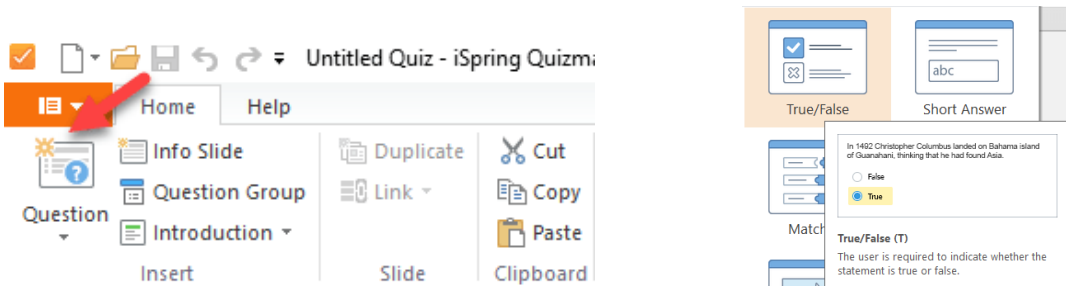 Untitled Quiz - iSpring Quizma
Home Help
Info Slide
Question Group
Introduction
Question
Insert
Duplicate
Link
Slide
Cut
Copy
Paste
Clipboard
True/False
abc
Short Answer
In 1492 Christopher Columbus landed on Bahama island
of Guanahani, thinking that he had found Asia.
False
True
Match
True/False (T)
The user is required to indicate whether the
statement is true or false.